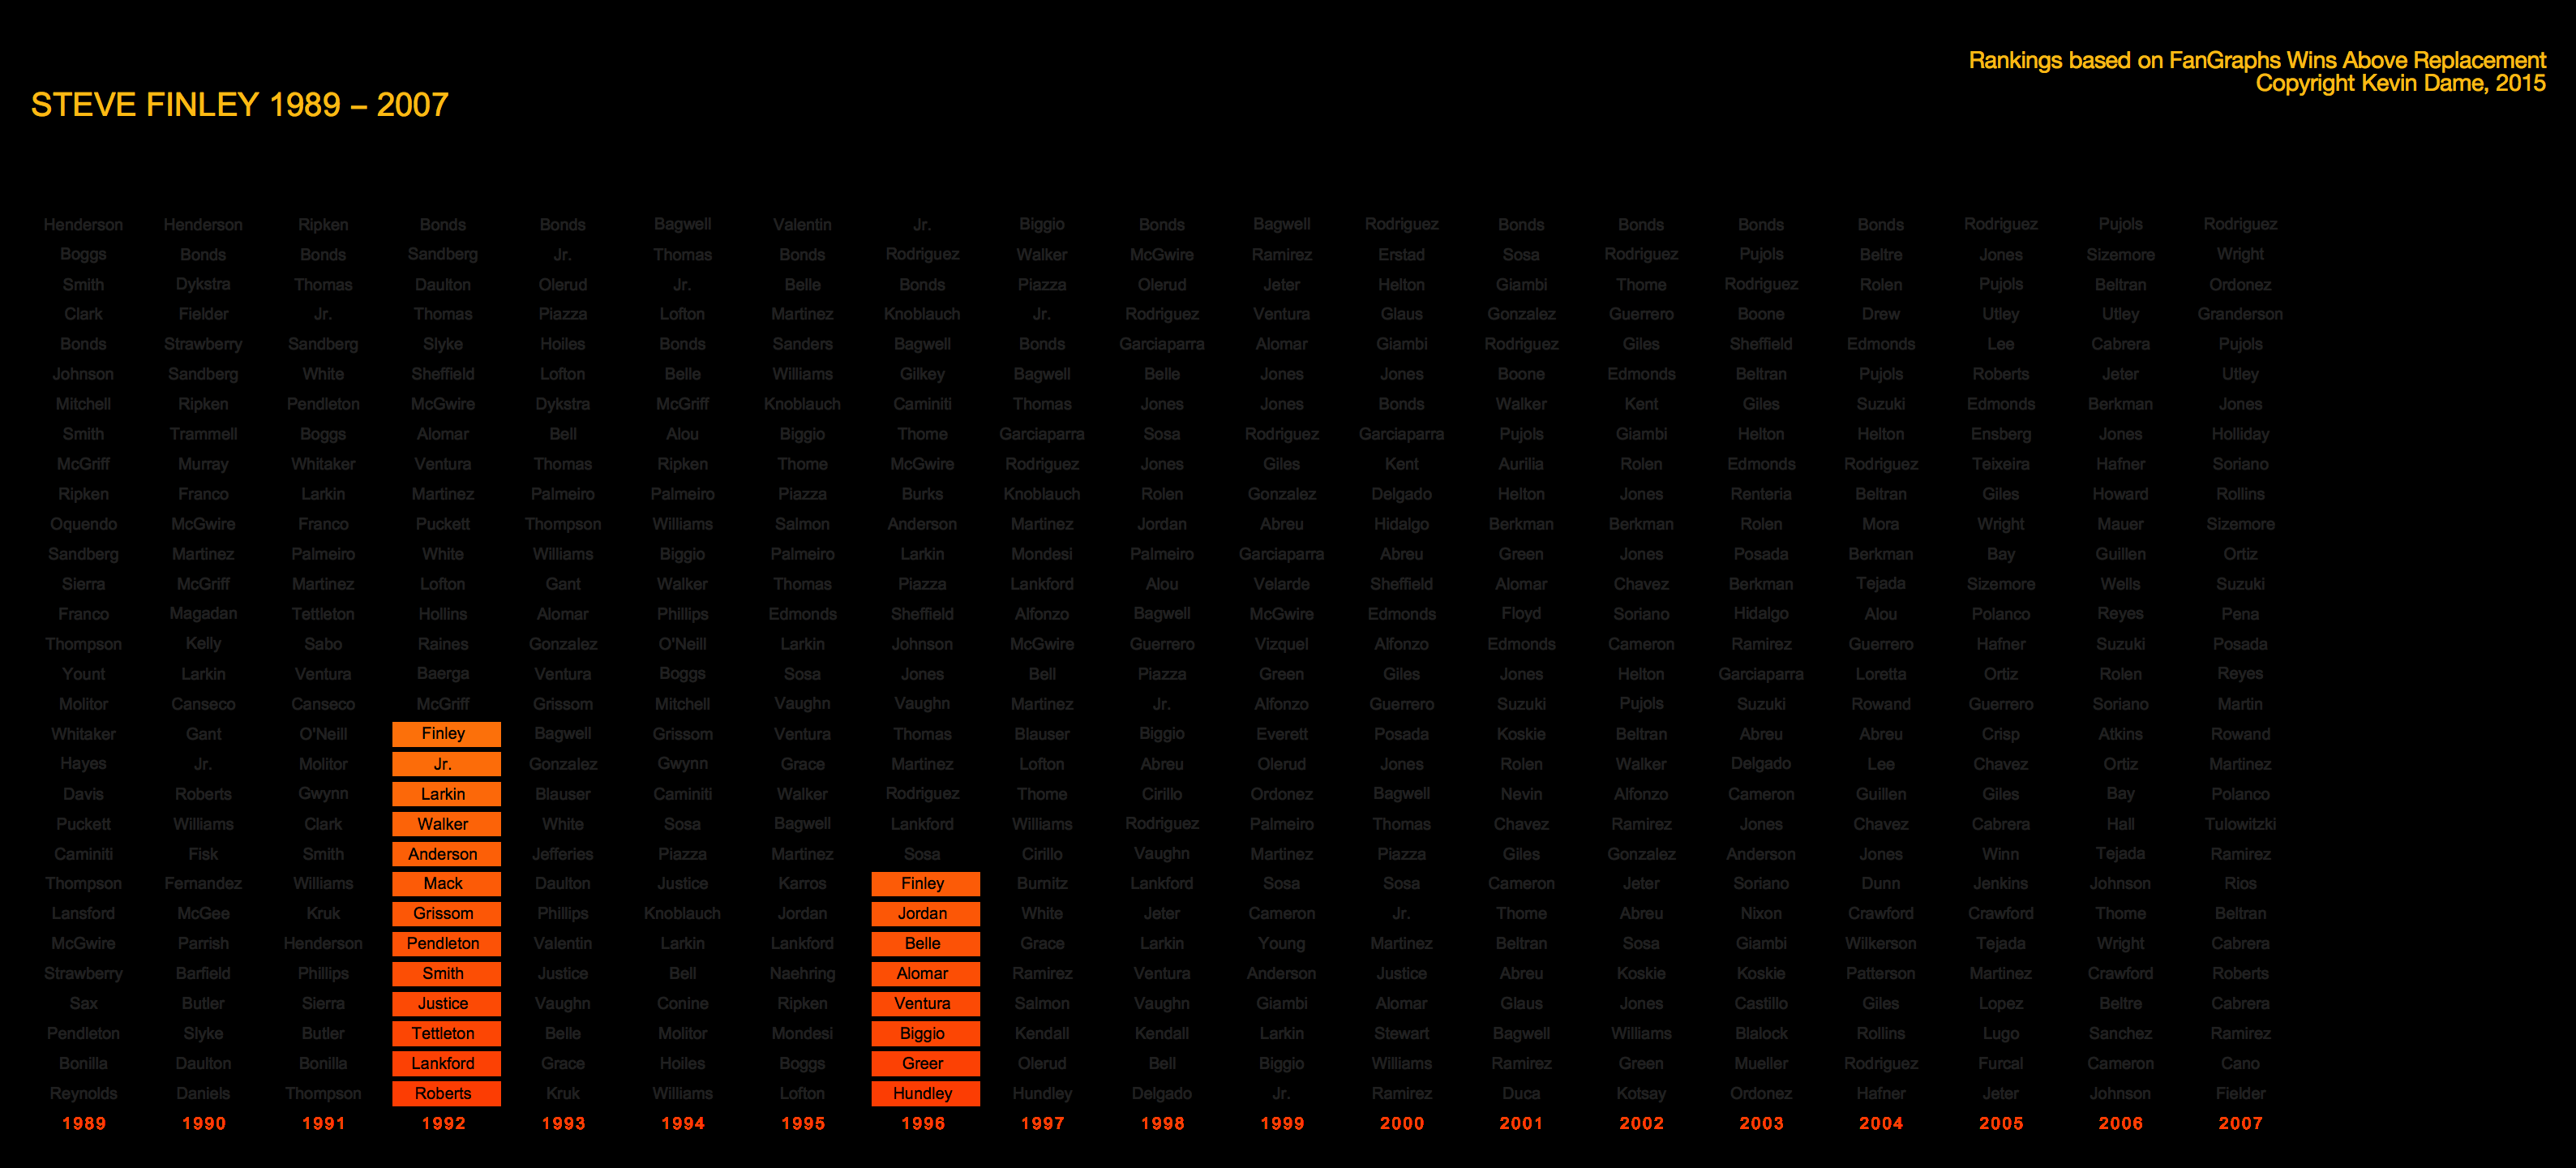 Rankings based on FanGraphs Wins Above Replacement
Copyright Kevin Dame, 2015
STEVE FINLEY 1989 – 2007
Henderson Henderson Ripken Bonds Bonds Bagwell Valentin Jr. Biggio Bonds Bagwell Rodriguez Bonds Bonds Bonds Bonds Rodriguez Pujols Rodriguez
Boggs Bonds Bonds Sandberg Jr. Thomas Bonds Rodriguez Walker McGwire Ramirez Erstad Sosa Rodriguez Pujols Beltre Jones Sizemore Wright
Smith Dykstra Thomas Daulton Olerud Jr. Belle Bonds Piazza Olerud Jeter Helton Giambi Thome Rodriguez Rolen Pujols Beltran Ordonez
Clark Fielder Jr. Thomas Piazza Lofton Martinez Knoblauch Jr. Rodriguez Ventura Glaus Gonzalez Guerrero Boone Drew Utley Utley Granderson
Bonds Strawberry Sandberg Slyke Hoiles Bonds Sanders Bagwell Bonds Garciaparra Alomar Giambi Rodriguez Giles Sheffield Edmonds Lee Cabrera Pujols
Johnson Sandberg White Sheffield Lofton Belle Williams Gilkey Bagwell Belle Jones Jones Boone Edmonds Beltran Pujols Roberts Jeter Utley
Mitchell Ripken Pendleton McGwire Dykstra McGriff Knoblauch Caminiti Thomas Jones Jones Bonds Walker Kent Giles Suzuki Edmonds Berkman Jones
Smith Trammell Boggs Alomar Bell Alou Biggio Thome Garciaparra Sosa Rodriguez Garciaparra Pujols Giambi Helton Helton Ensberg Jones Holliday
McGriff Murray Whitaker Ventura Thomas Ripken Thome McGwire Rodriguez Jones Giles Kent Aurilia Rolen Edmonds Rodriguez Teixeira Hafner Soriano
Ripken Franco Larkin Martinez Palmeiro Palmeiro Piazza Burks Knoblauch Rolen Gonzalez Delgado Helton Jones Renteria Beltran Giles Howard Rollins
Oquendo McGwire Franco Puckett Thompson Williams Salmon Anderson Martinez Jordan Abreu Hidalgo Berkman Berkman Rolen Mora Wright Mauer Sizemore
Sandberg Martinez Palmeiro White Williams Biggio Palmeiro Larkin Mondesi Palmeiro Garciaparra Abreu Green Jones Posada Berkman Bay Guillen Ortiz
Sierra McGriff Martinez Lofton Gant Walker Thomas Piazza Lankford Alou Velarde Sheffield Alomar Chavez Berkman Tejada Sizemore Wells Suzuki
Franco Magadan Tettleton Hollins Alomar Phillips Edmonds Sheffield Alfonzo Bagwell McGwire Edmonds Floyd Soriano Hidalgo Alou Polanco Reyes Pena
Thompson Kelly Sabo Raines Gonzalez O'Neill Larkin Johnson McGwire Guerrero Vizquel Alfonzo Edmonds Cameron Ramirez Guerrero Hafner Suzuki Posada
Yount Larkin Ventura Baerga Ventura Boggs Sosa Jones Bell Piazza Green Giles Jones Helton Garciaparra Loretta Ortiz Rolen Reyes
Molitor Canseco Canseco McGriff Grissom Mitchell Vaughn Vaughn Martinez Jr. Alfonzo Guerrero Suzuki Pujols Suzuki Rowand Guerrero Soriano Martin
Whitaker Gant O'Neill Finley Bagwell Grissom Ventura Thomas Blauser Biggio Everett Posada Koskie Beltran Abreu Abreu Crisp Atkins Rowand
Hayes Jr. Molitor Jr. Gonzalez Gwynn Grace Martinez Lofton Abreu Olerud Jones Rolen Walker Delgado Lee Chavez Ortiz Martinez
Davis Roberts Gwynn Larkin Blauser Caminiti Walker Rodriguez Thome Cirillo Ordonez Bagwell Nevin Alfonzo Cameron Guillen Giles Bay Polanco
Puckett Williams Clark Walker White Sosa Bagwell Lankford Williams Rodriguez Palmeiro Thomas Chavez Ramirez Jones Chavez Cabrera Hall Tulowitzki
Caminiti Fisk Smith Anderson Jefferies Piazza Martinez Sosa Cirillo Vaughn Martinez Piazza Giles Gonzalez Anderson Jones Winn Tejada Ramirez
Thompson Fernandez Williams Mack Daulton Justice Karros Finley Burnitz Lankford Sosa Sosa Cameron Jeter Soriano Dunn Jenkins Johnson Rios
Lansford McGee Kruk Grissom Phillips Knoblauch Jordan Jordan White Jeter Cameron Jr. Thome Abreu Nixon Crawford Crawford Thome Beltran
McGwire Parrish Henderson Pendleton Valentin Larkin Lankford Belle Grace Larkin Young Martinez Beltran Sosa Giambi Wilkerson Tejada Wright Cabrera
Strawberry Barfield Phillips Smith Justice Bell Naehring Alomar Ramirez Ventura Anderson Justice Abreu Koskie Koskie Patterson Martinez Crawford Roberts
Sax Butler Sierra Justice Vaughn Conine Ripken Ventura Salmon Vaughn Giambi Alomar Glaus Jones Castillo Giles Lopez Beltre Cabrera
Pendleton Slyke Butler Tettleton Belle Molitor Mondesi Biggio Kendall Kendall Larkin Stewart Bagwell Williams Blalock Rollins Lugo Sanchez Ramirez
Bonilla Daulton Bonilla Lankford Grace Hoiles Boggs Greer Olerud Bell Biggio Williams Ramirez Green Mueller Rodriguez Furcal Cameron Cano
Reynolds Daniels Thompson Roberts Kruk Williams Lofton Hundley Hundley Delgado Jr. Ramirez Duca Kotsay Ordonez Hafner Jeter Johnson Fielder
1989 1990 1991 1992 1993 1994 1995 1996 1997 1998 1999 2000 2001 2002 2003 2004 2005 2006 2007